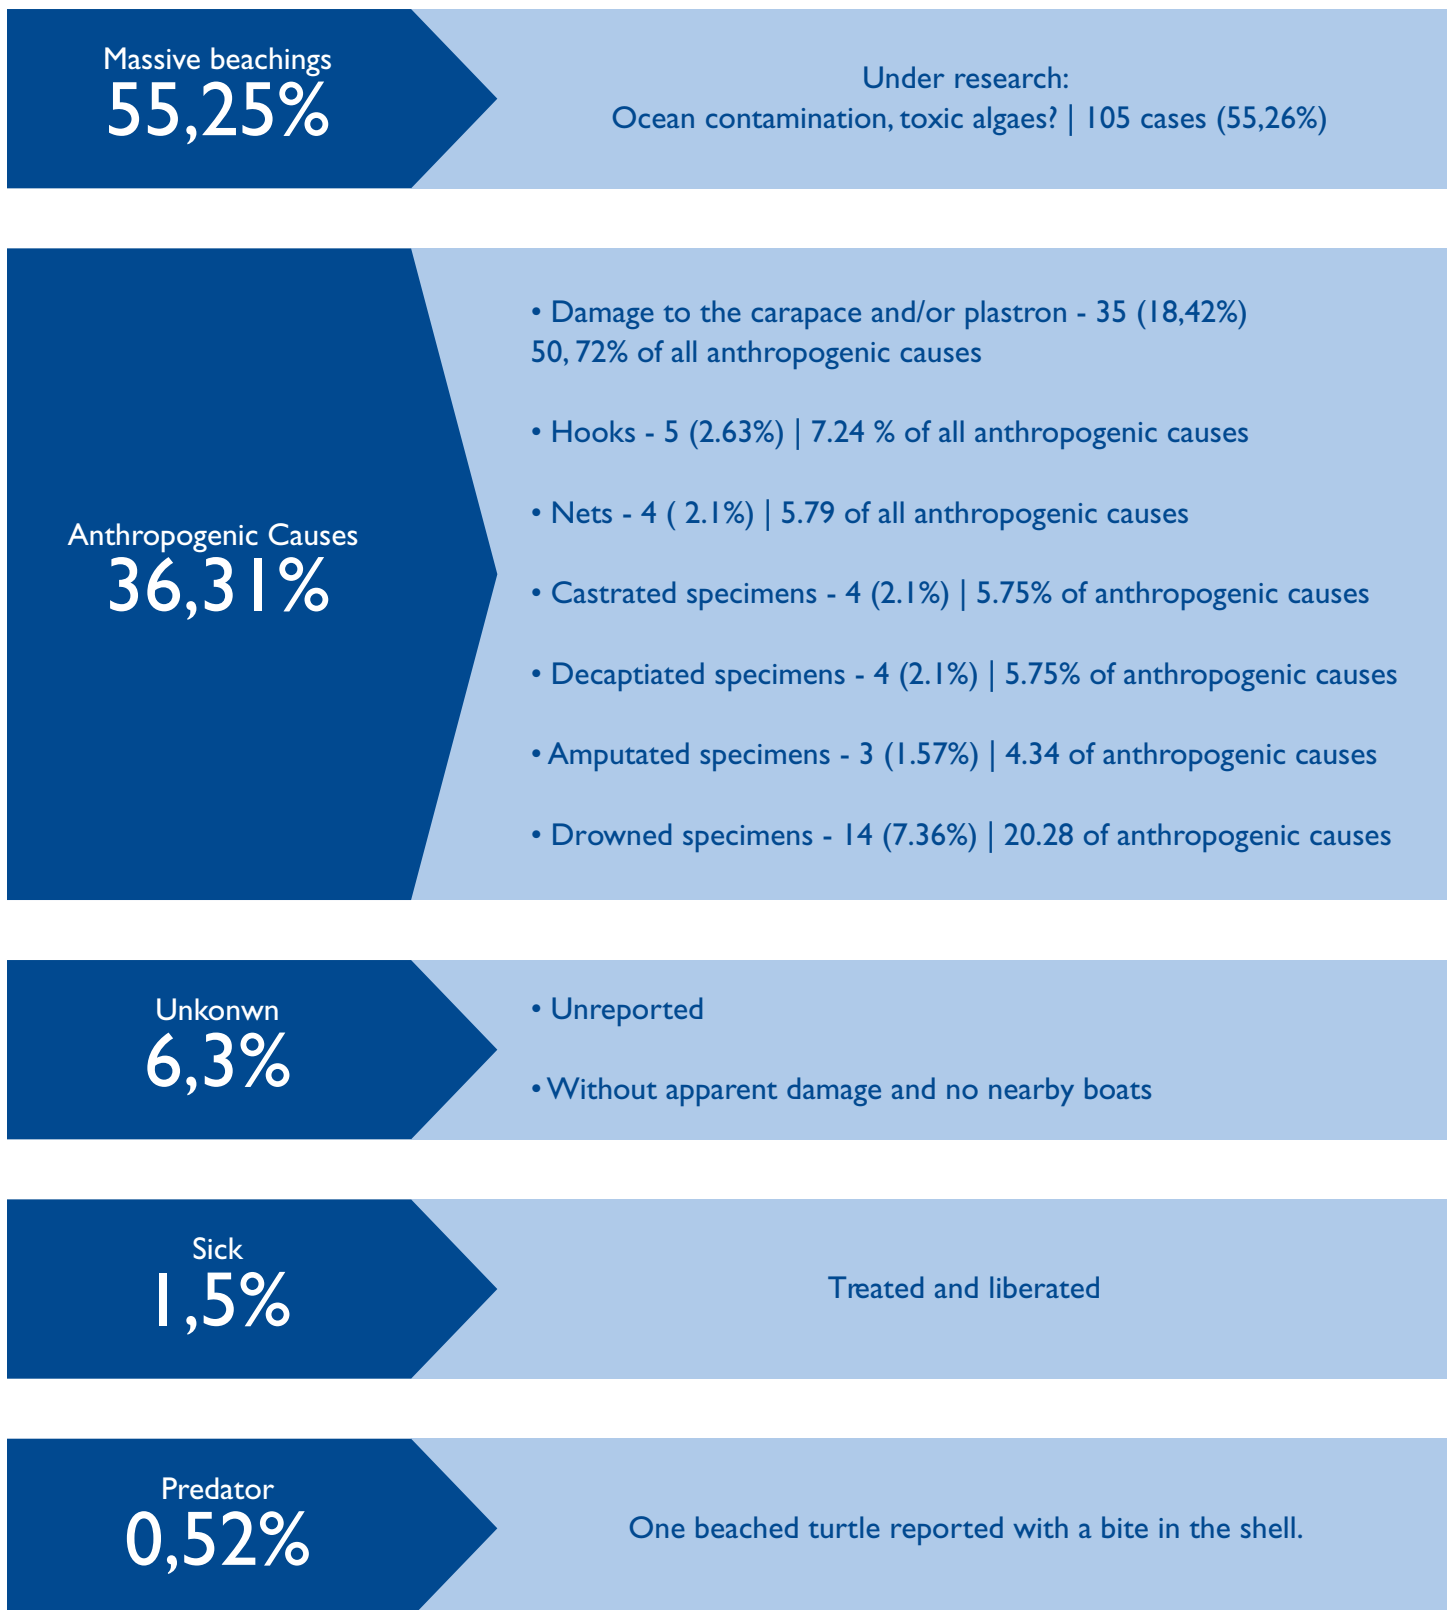 Massive beachings
55,25%
Under research:
Ocean contamination, toxic algaes? | 105 cases (55,26%)
Anthropogenic Causes
36,31%
• Damage to the carapace and/or plastron - 35 (18,42%)
50, 72% of all anthropogenic causes
• Hooks - 5 (2.63%) | 7.24 % of all anthropogenic causes
• Nets - 4 ( 2.1%) | 5.79 of all anthropogenic causes
• Castrated specimens - 4 (2.1%) | 5.75% of anthropogenic causes
• Decaptiated specimens - 4 (2.1%) | 5.75% of anthropogenic causes
• Amputated specimens - 3 (1.57%) | 4.34 of anthropogenic causes
• Drowned specimens - 14 (7.36%) | 20.28 of anthropogenic causes
Unkonwn
6,3%
• Unreported
• Without apparent damage and no nearby boats
Sick
1,5%
Treated and liberated
Predator
0,52%
One beached turtle reported with a bite in the shell.